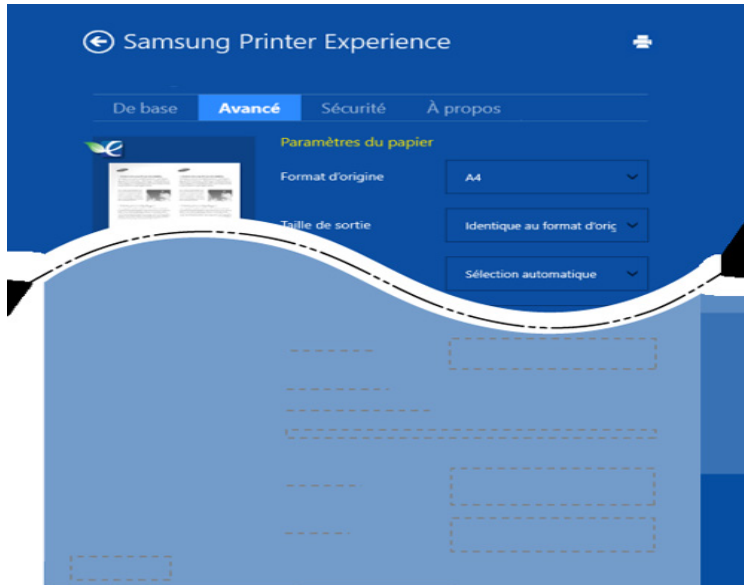 Samsung Printer Experience
De base Avancé Sécurité À propos
Paramètres du papier
Format d'origine A4
Taille de sortie Identique au format d'orig
Sélection automatique